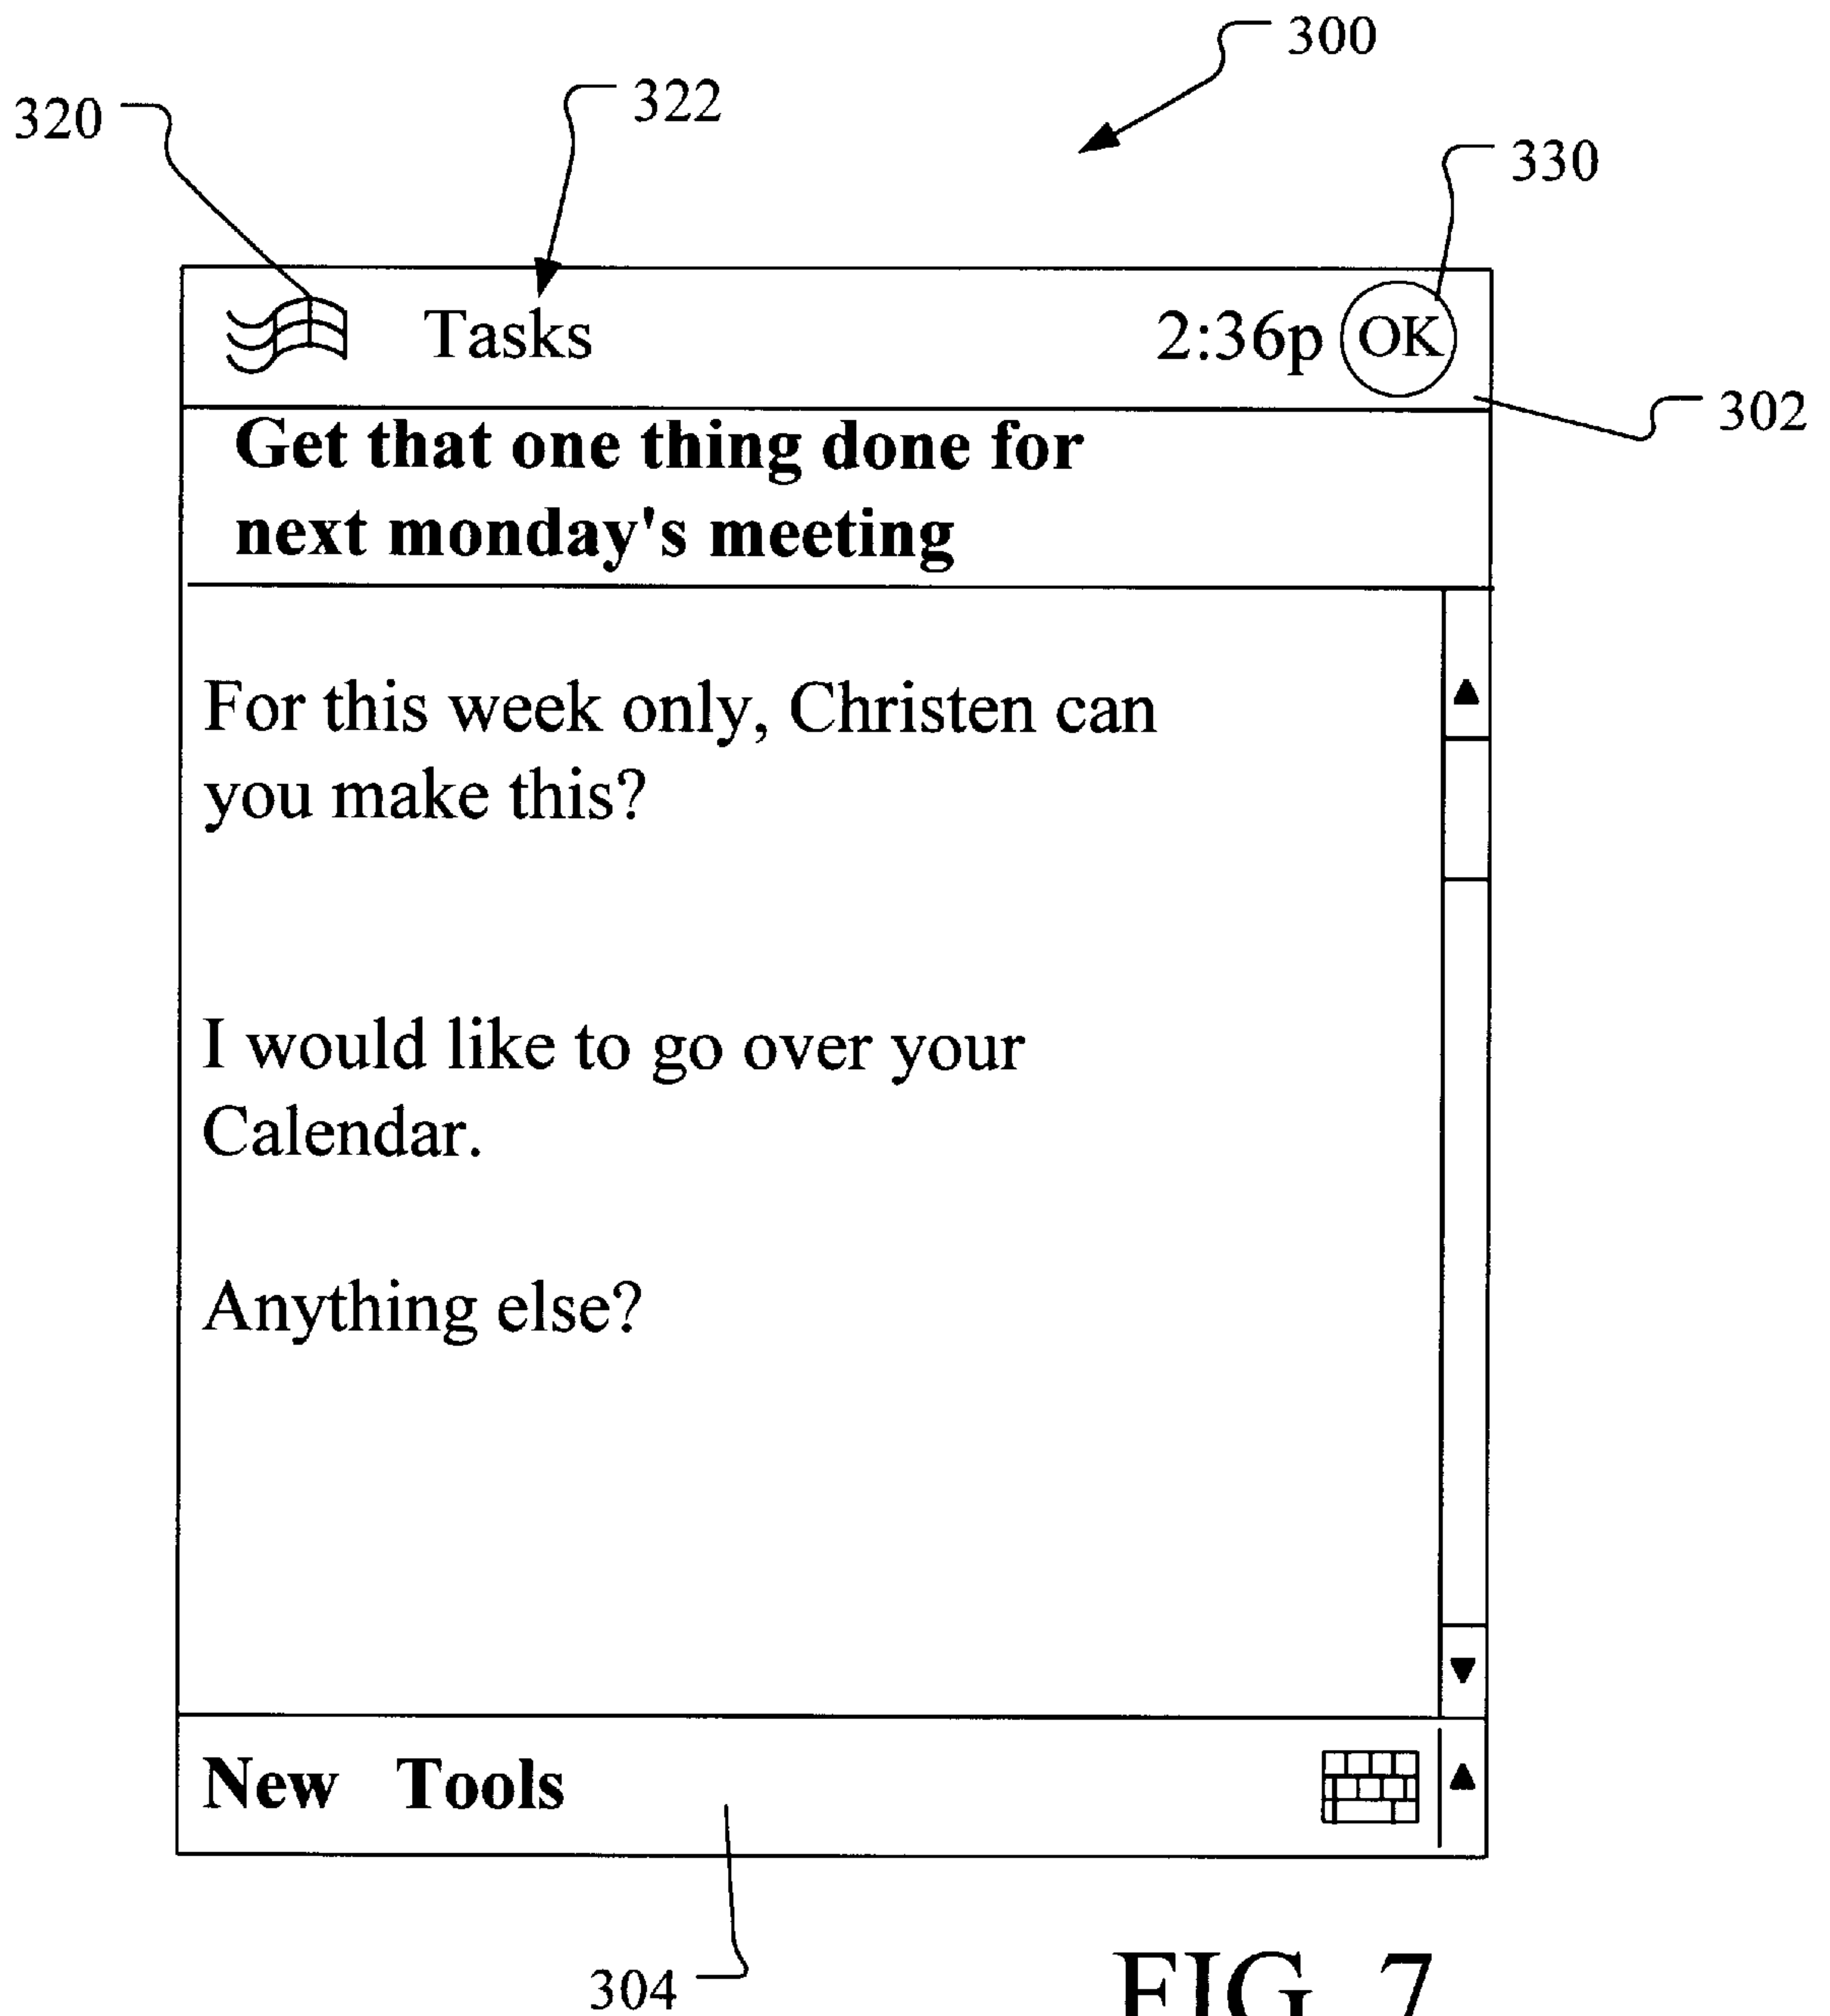 300
320
322
330
Tasks 2:36p OK
302
Get that one thing done for
next monday's meeting
For this week only, Christen can
you make this?
I would like to go over your
Calendar.
Anything else?
New Tools
304
FIG. 7